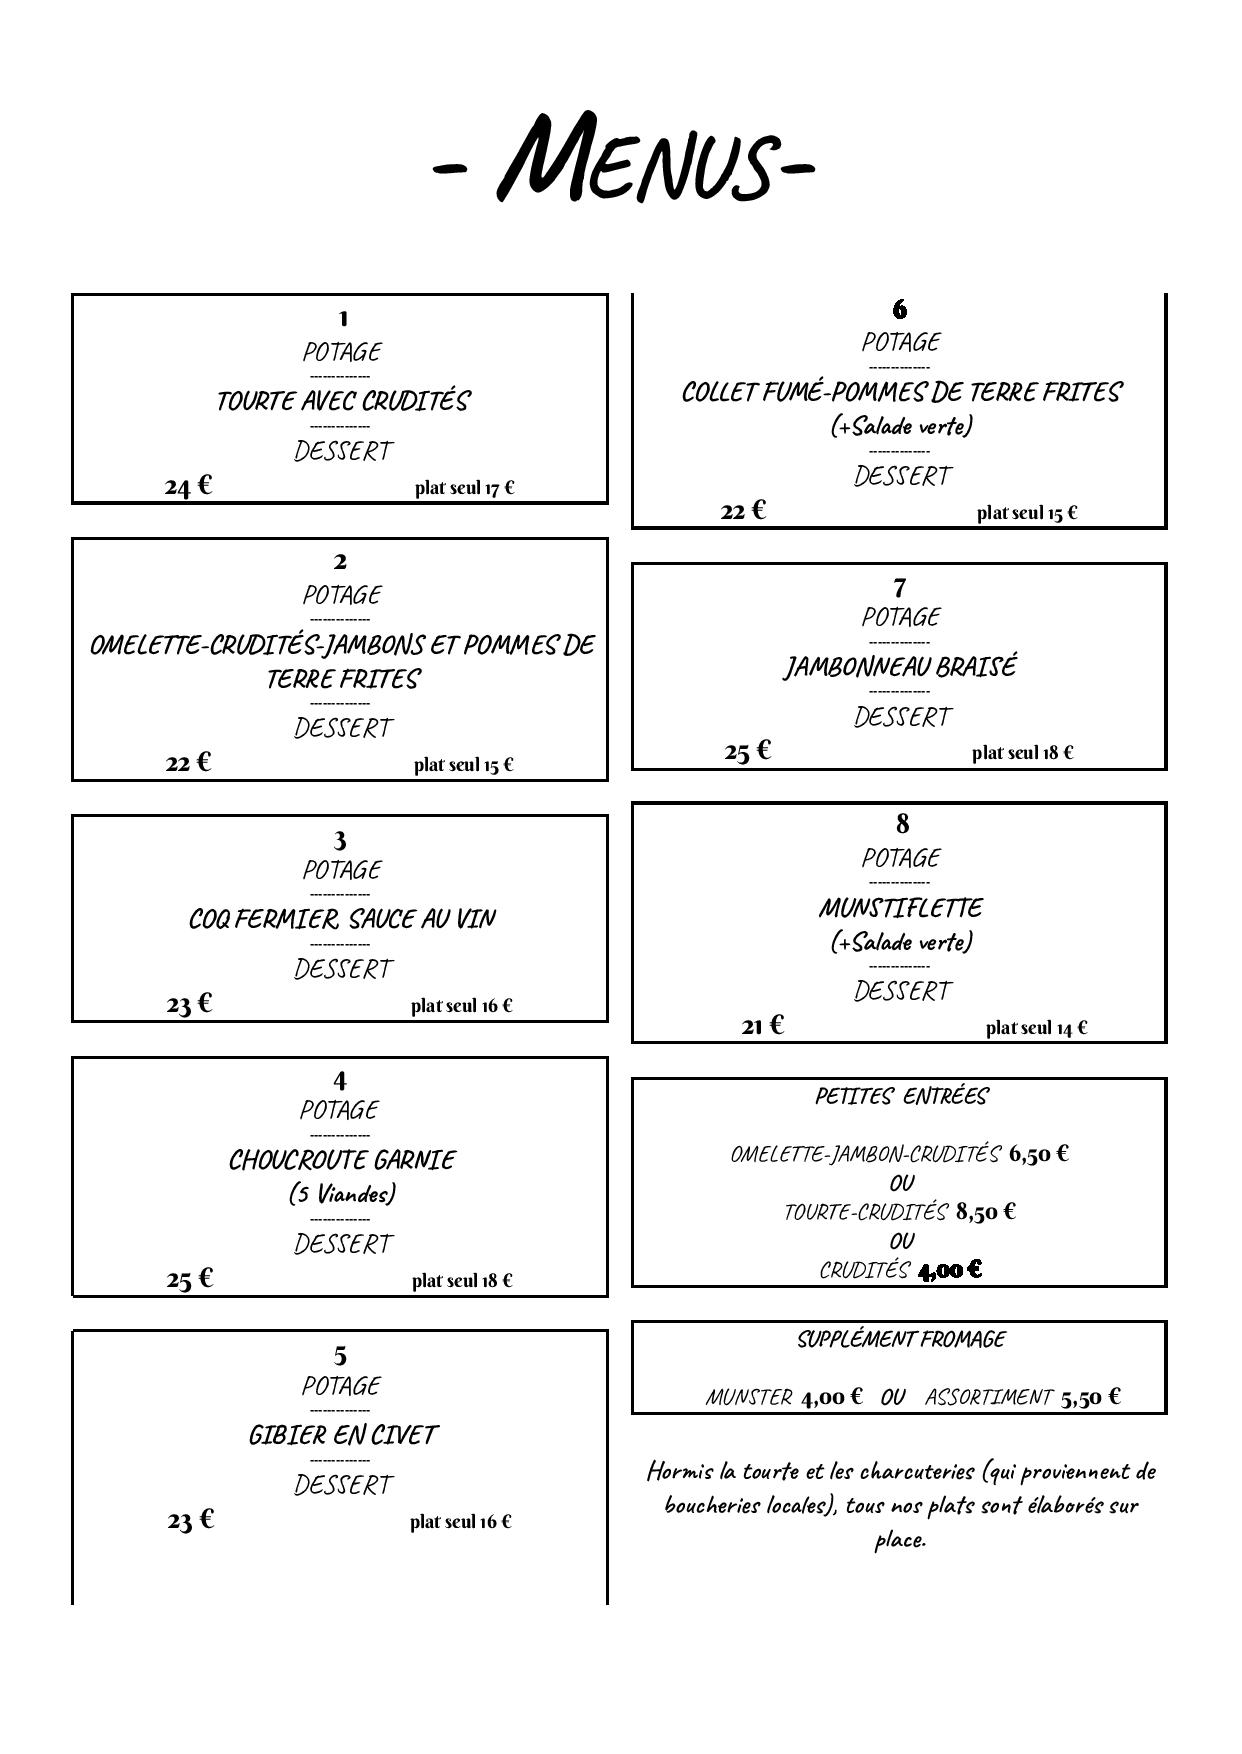 - MENUS-
1
POTAGE
--------------
TOURTE AVEC CRUDITÉS
--------------
DESSERT
24 € plat seul 17 €
2
POTAGE
--------------
OMELETTE-CRUDITÉS-JAMBONS ET POMMES DE
TERRE FRITES
--------------
DESSERT
22 € plat seul 15 €
3
POTAGE
--------------
COQ FERMIER, SAUCE AU VIN
--------------
DESSERT
23 € plat seul 16 €
4
POTAGE
--------------
CHOUCROUTE GARNIE
(5 Viandes)
--------------
DESSERT
25 € plat seul 18 €
5
POTAGE
--------------
GIBIER EN CIVET
--------------
DESSERT
23 € plat seul 16 €
6
POTAGE
--------------
COLLET FUMÉ-POMMES DE TERRE FRITES
(+Salade verte)
--------------
DESSERT
22 € plat seul 15 €
7
POTAGE
--------------
JAMBONNEAU BRAISÉ
--------------
DESSERT
25 € plat seul 18 €
8
POTAGE
--------------
MUNSTIFLETTE
(+Salade verte)
--------------
DESSERT
21 € plat seul 14 €
PETITES ENTRÉES
OMELETTE-JAMBON-CRUDITÉS 6,50 €
OU
TOURTE-CRUDITÉS 8,50 €
OU
CRUDITÉS 4,00 €
SUPPLÉMENT FROMAGE
MUNSTER 4,00 € OU ASSORTIMENT 5,50 €
Hormis la tourte et les charcuteries (qui proviennent de
boucheries locales), tous nos plats sont élaborés sur
place.